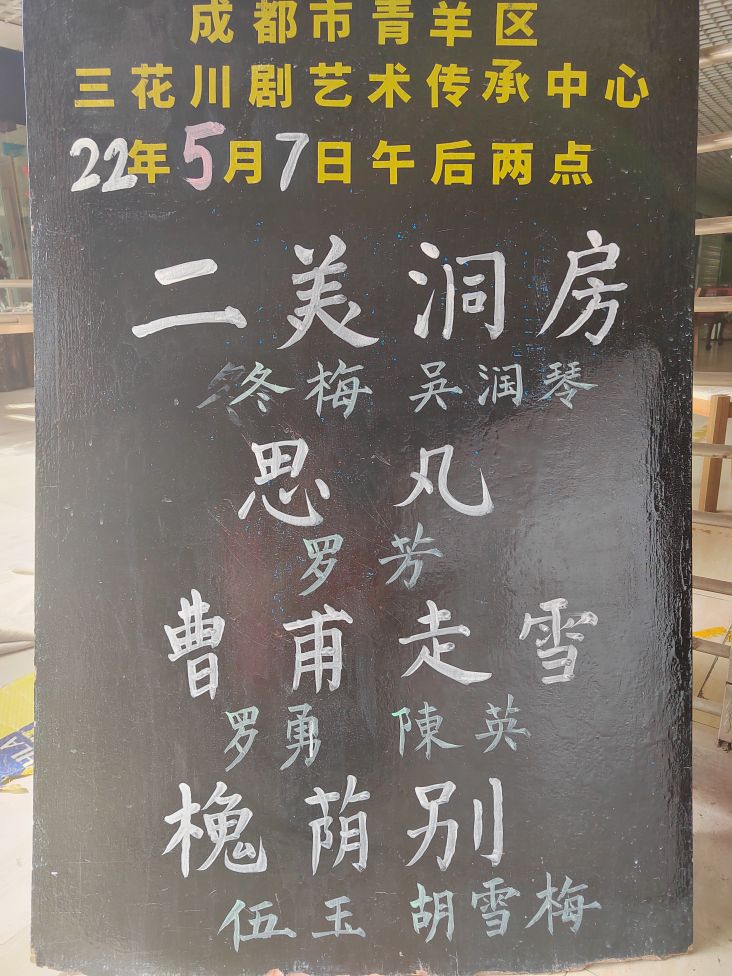 成都市青羊区
三花川剧艺术传承中心
22年5月7日午后两点
二美洞房
冬梅 吴润琴
思凡
罗芳
曹甫走雪
罗勇 陳英
槐荫别
伍玉 胡雪梅